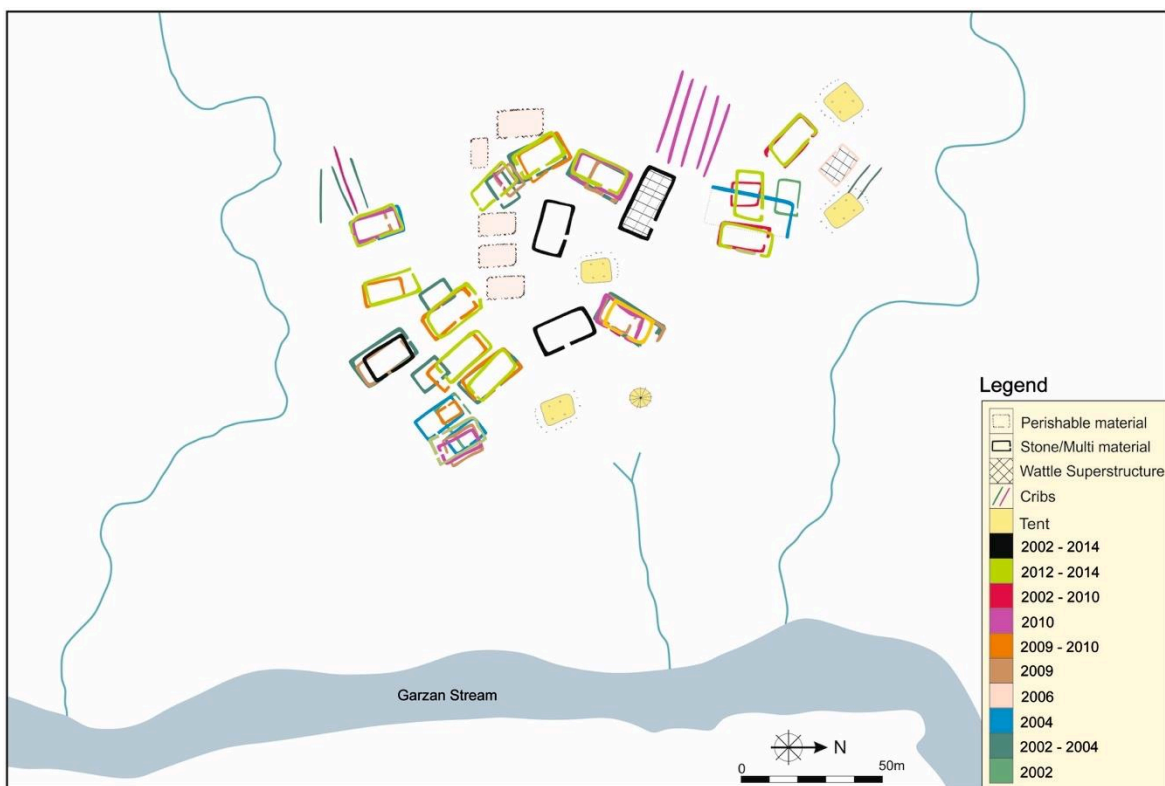 Legend
Perishable material
Stone/Multi material
Wattle Superstructure
Cribs
Tent
2002 - 2014
2012 - 2014
2002 - 2010
2010
2009 - 2010
2009
2006
2004
2002 - 2004
2002
Garzan Stream
N
0 50m